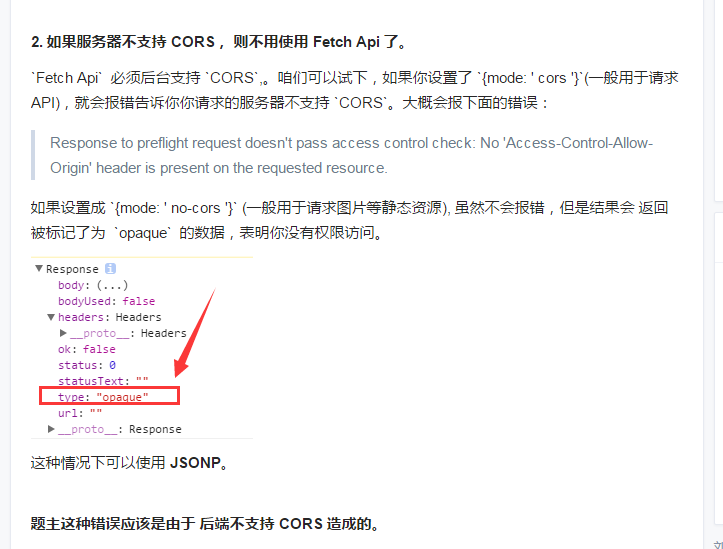 2. 如果服务器不支持 CORS ，则不用使用 Fetch Api 了。
`Fetch Api` 必须后台支持 `CORS`,。咱们可以试下，如果你设置了 `{mode: ' cors '}`(一般用于请求
API)，就会报错告诉你你请求的服务器不支持 `CORS`。大概会报下面的错误：
Response to preflight request doesn't pass access control check: No 'Access-Control-Allow-
Origin' header is present on the requested resource.
如果设置成 `{mode: ' no-cors '}` (一般用于请求图片等静态资源), 虽然不会报错，但是结果会 返回
被标记了为 `opaque` 的数据，表明你没有权限访问。
▼Response i
body: (...)
bodyUsed: false
▼headers: Headers
▶__proto__: Headers
ok: false
status: 0
statusText: ""
type: "opaque"
url: ""
▶__proto__: Response
这种情况下可以使用 JSONP。
题主这种错误应该是由于 后端不支持 CORS 造成的。